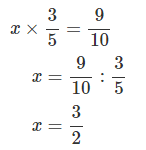 x × 3/5 = 9/10
x = 9/10 : 3/5
x = 3/2